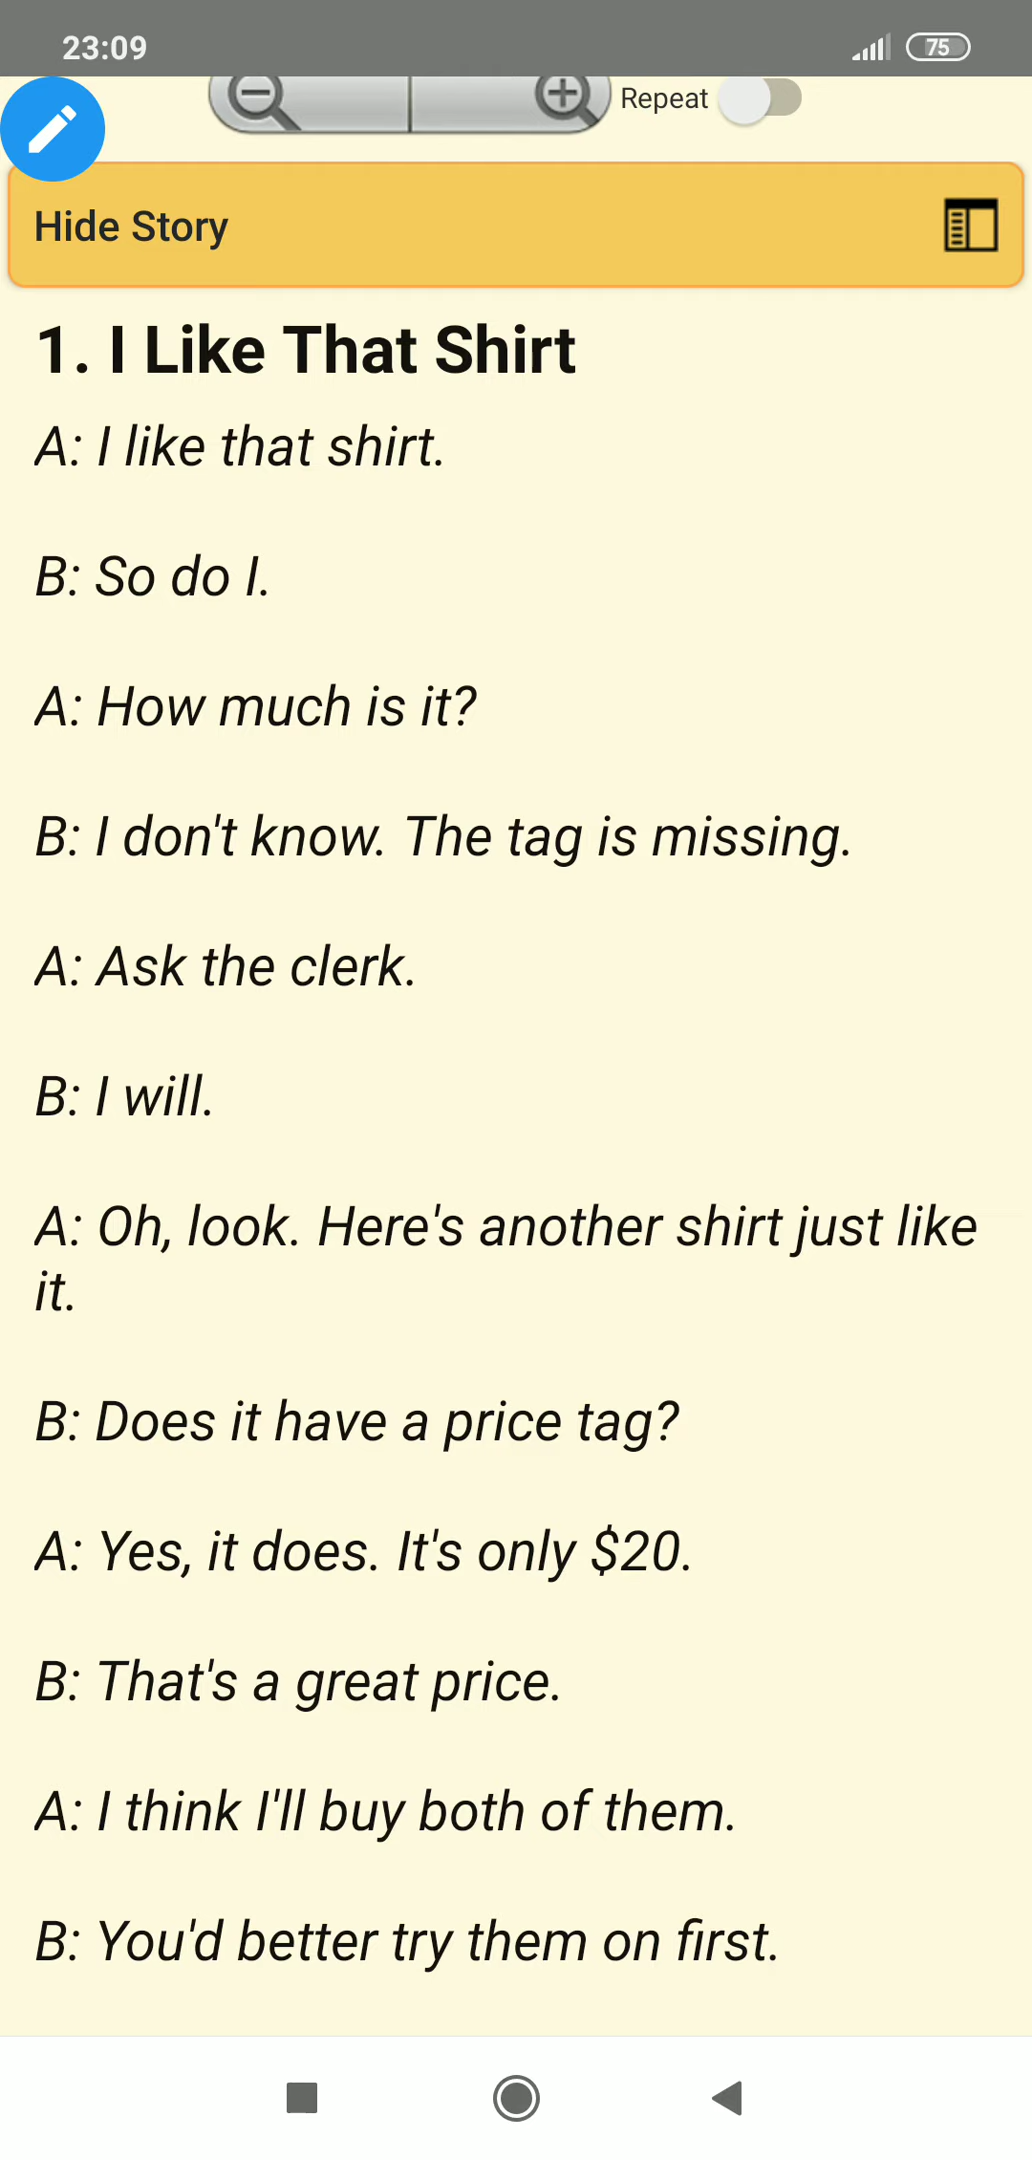 23:09
75
Repeat
Hide Story
1. I Like That Shirt
A: I like that shirt.
B: So do I.
A: How much is it?
B: I don't know. The tag is missing.
A: Ask the clerk.
B: I will.
A: Oh, look. Here's another shirt just like
it.
B: Does it have a price tag?
A: Yes, it does. It's only $20.
B: That's a great price.
A: I think I'll buy both of them.
B: You'd better try them on first.